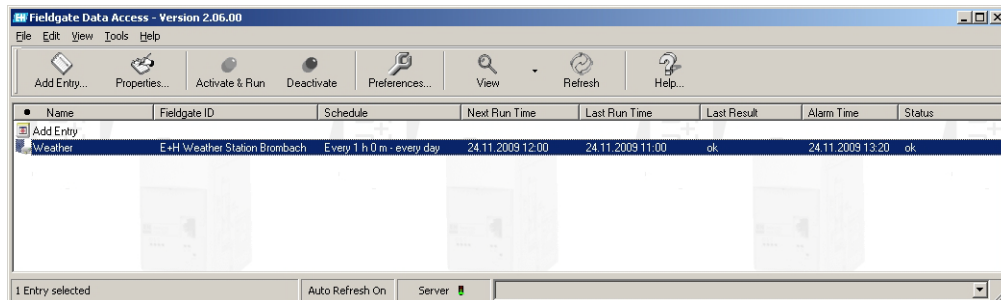 Fieldgate Data Access - Version 2.06.00
File Edit View Tools Help
Add Entry... Properties... Activate & Run Deactivate Preferences... View Refresh Help...
Name Fieldgate ID Schedule Next Run Time Last Run Time Last Result Alarm Time Status
Add Entry
Weather E+H Weather Station Brombach Every 1 h 0 m - every day 24.11.2009 12:00 24.11.2009 11:00 ok 24.11.2009 13:20 ok
1 Entry selected Auto Refresh On Server